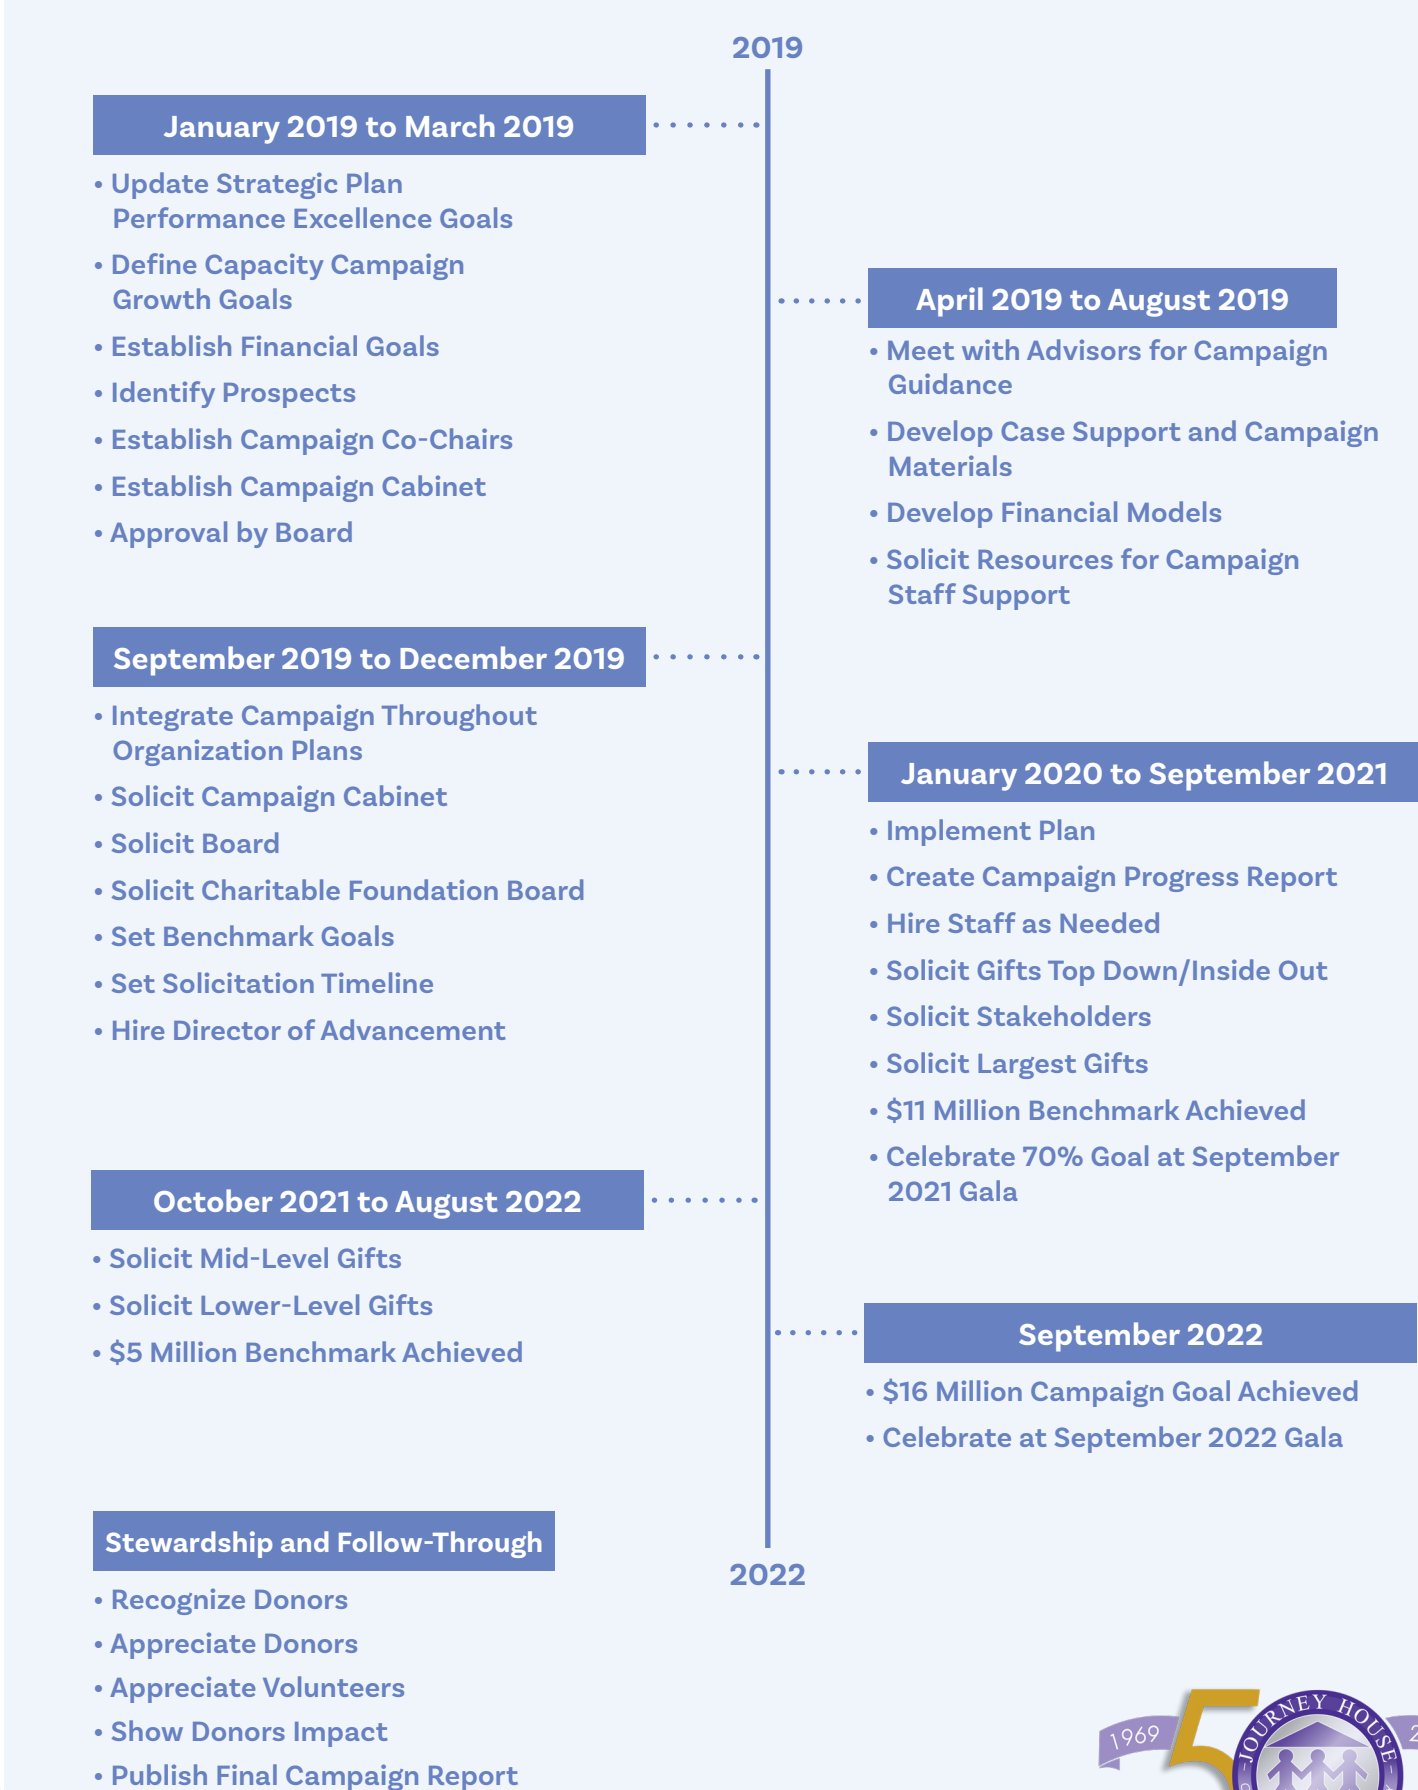 2019
January 2019 to March 2019
• Update Strategic Plan
Performance Excellence Goals
• Define Capacity Campaign
Growth Goals
• Establish Financial Goals
• Identify Prospects
• Establish Campaign Co-Chairs
• Establish Campaign Cabinet
• Approval by Board
April 2019 to August 2019
• Meet with Advisors for Campaign
Guidance
• Develop Case Support and Campaign
Materials
• Develop Financial Models
• Solicit Resources for Campaign
Staff Support
September 2019 to December 2019
• Integrate Campaign Throughout
Organization Plans
• Solicit Campaign Cabinet
• Solicit Board
• Solicit Charitable Foundation Board
• Set Benchmark Goals
• Set Solicitation Timeline
• Hire Director of Advancement
January 2020 to September 2021
• Implement Plan
• Create Campaign Progress Report
• Hire Staff as Needed
• Solicit Gifts Top Down/Inside Out
• Solicit Stakeholders
• Solicit Largest Gifts
• $11 Million Benchmark Achieved
• Celebrate 70% Goal at September
2021 Gala
October 2021 to August 2022
• Solicit Mid-Level Gifts
• Solicit Lower-Level Gifts
• $5 Million Benchmark Achieved
September 2022
• $16 Million Campaign Goal Achieved
• Celebrate at September 2022 Gala
2022
Stewardship and Follow-Through
• Recognize Donors
• Appreciate Donors
• Appreciate Volunteers
• Show Donors Impact
• Publish Final Campaign Report
1969
5
JOURNEY HOUSE